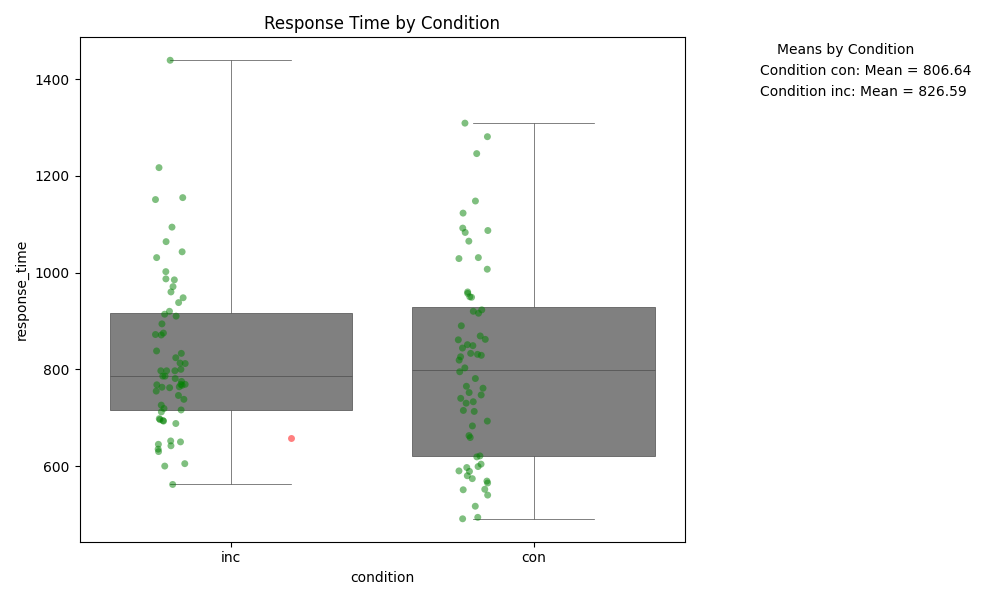 Response Time by Condition
Means by Condition
Condition con: Mean = 806.64
Condition inc: Mean = 826.59
response_time
1400
1200
1000
800
600
inc
con
condition